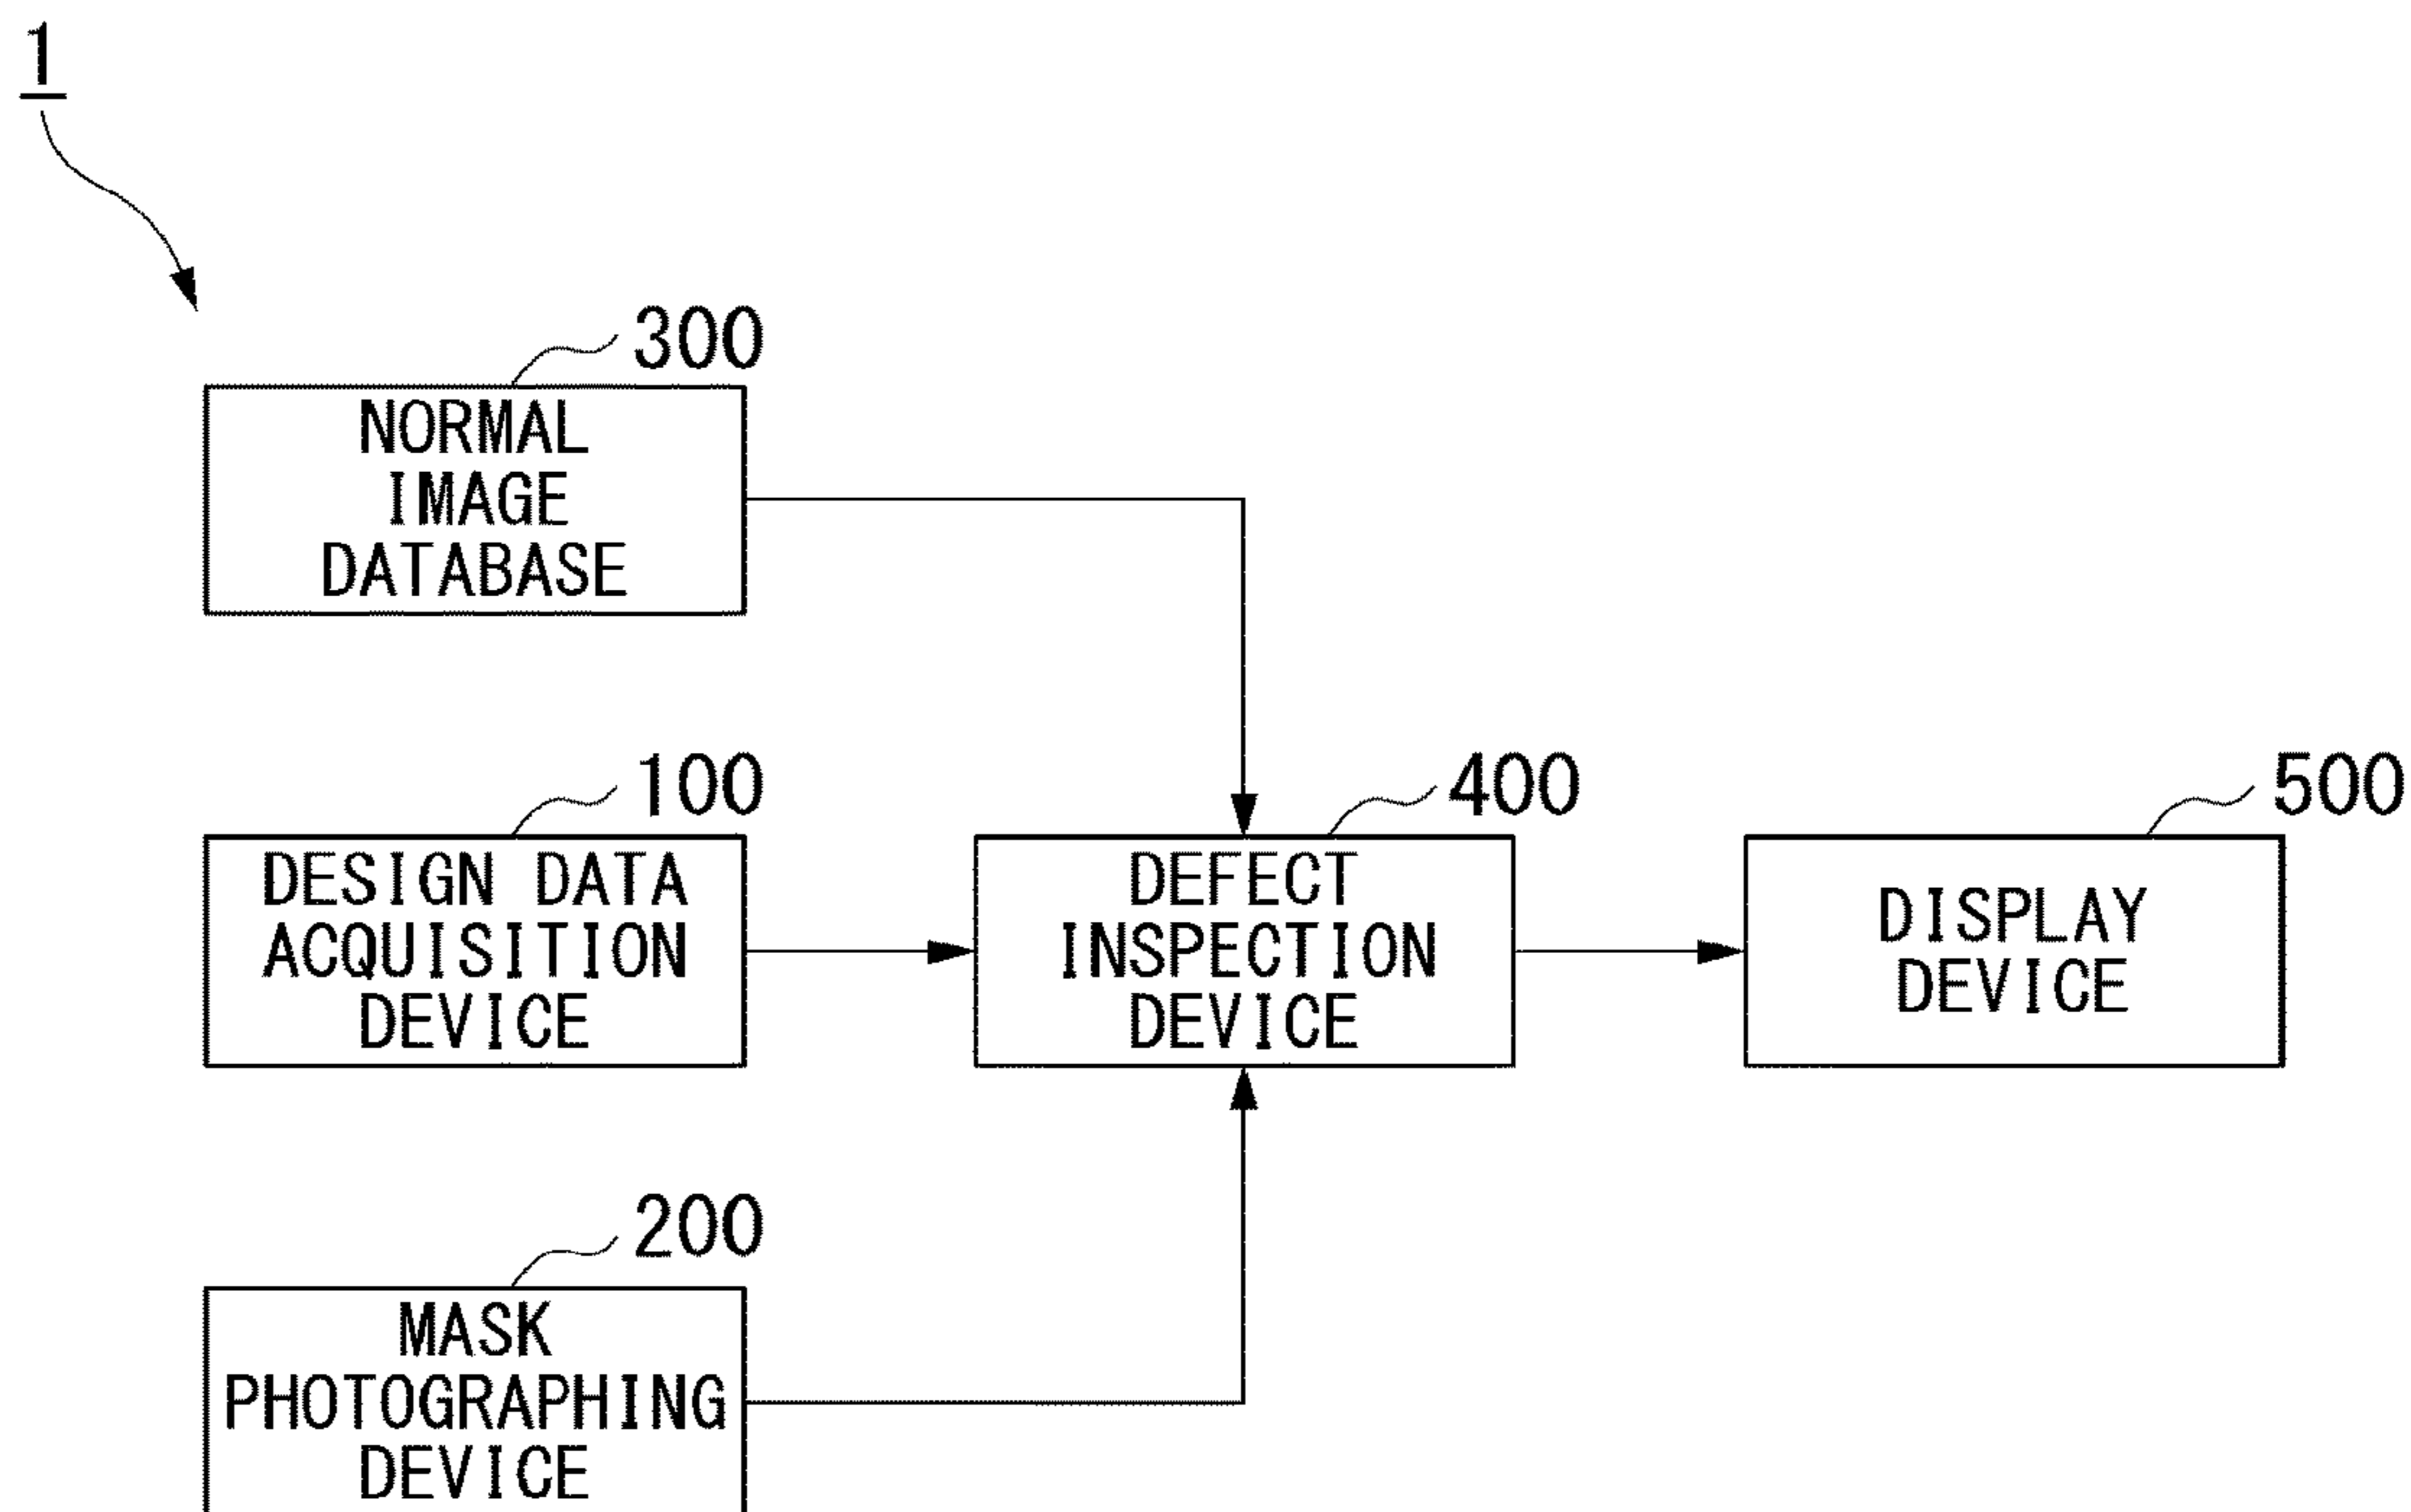 1
300
NORMAL
IMAGE
DATABASE
100
DESIGN DATA
ACQUISITION
DEVICE
400
DEFECT
INSPECTION
DEVICE
500
DISPLAY
DEVICE
200
MASK
PHOTOGRAPHING
DEVICE